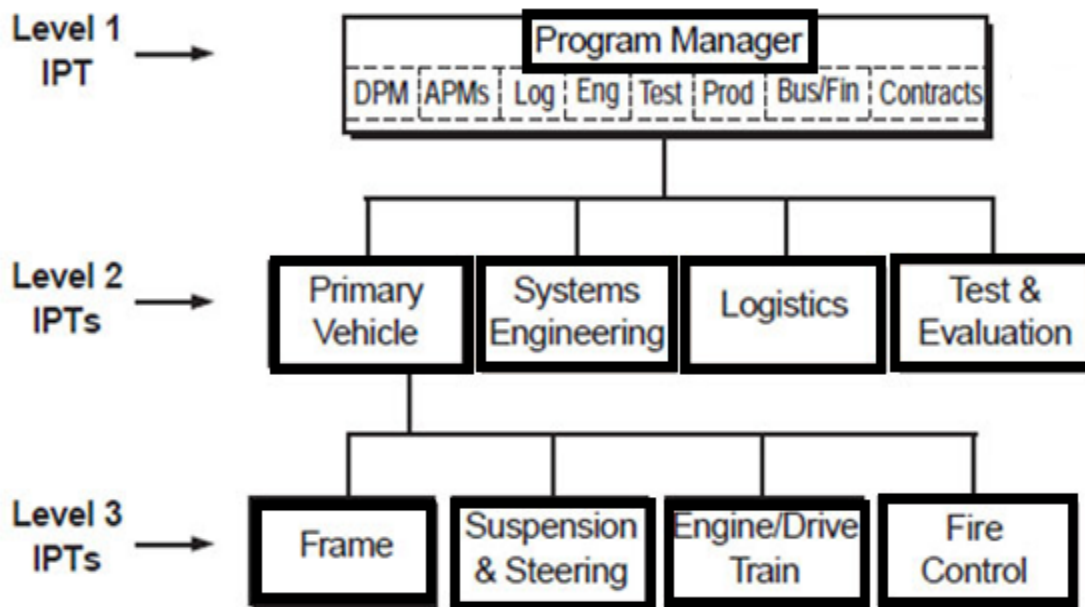 Level 1
IPT
Program Manager
DPM APMs Log Eng Test Prod Bus/Fin Contracts
Level 2
IPTs
Primary
Vehicle
Systems
Engineering
Logistics
Test &
Evaluation
Level 3
IPTs
Frame
Suspension
& Steering
Engine/Drive
Train
Fire
Control